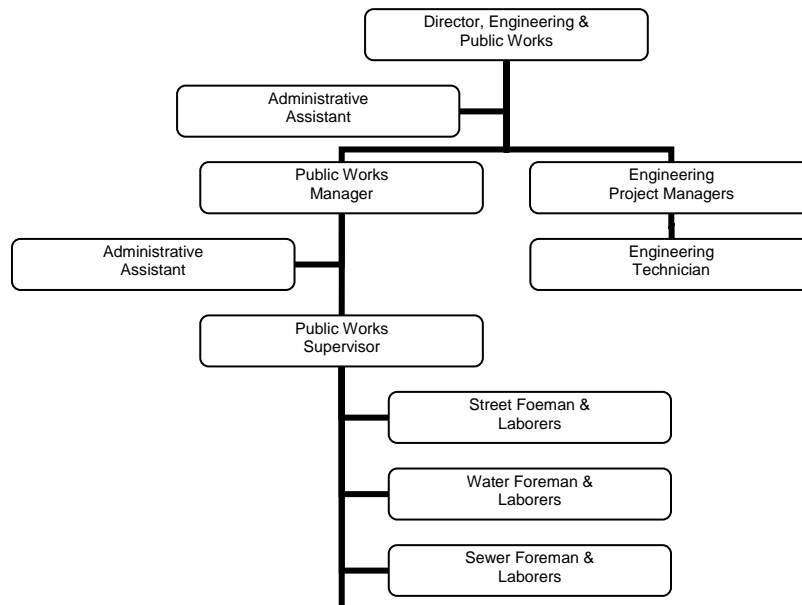 Director, Engineering &
Public Works
Administrative
Assistant
Public Works
Manager
Engineering
Project Managers
Administrative
Assistant
Engineering
Technician
Public Works
Supervisor
Street Foeman &
Laborers
Water Foreman &
Laborers
Sewer Foreman &
Laborers